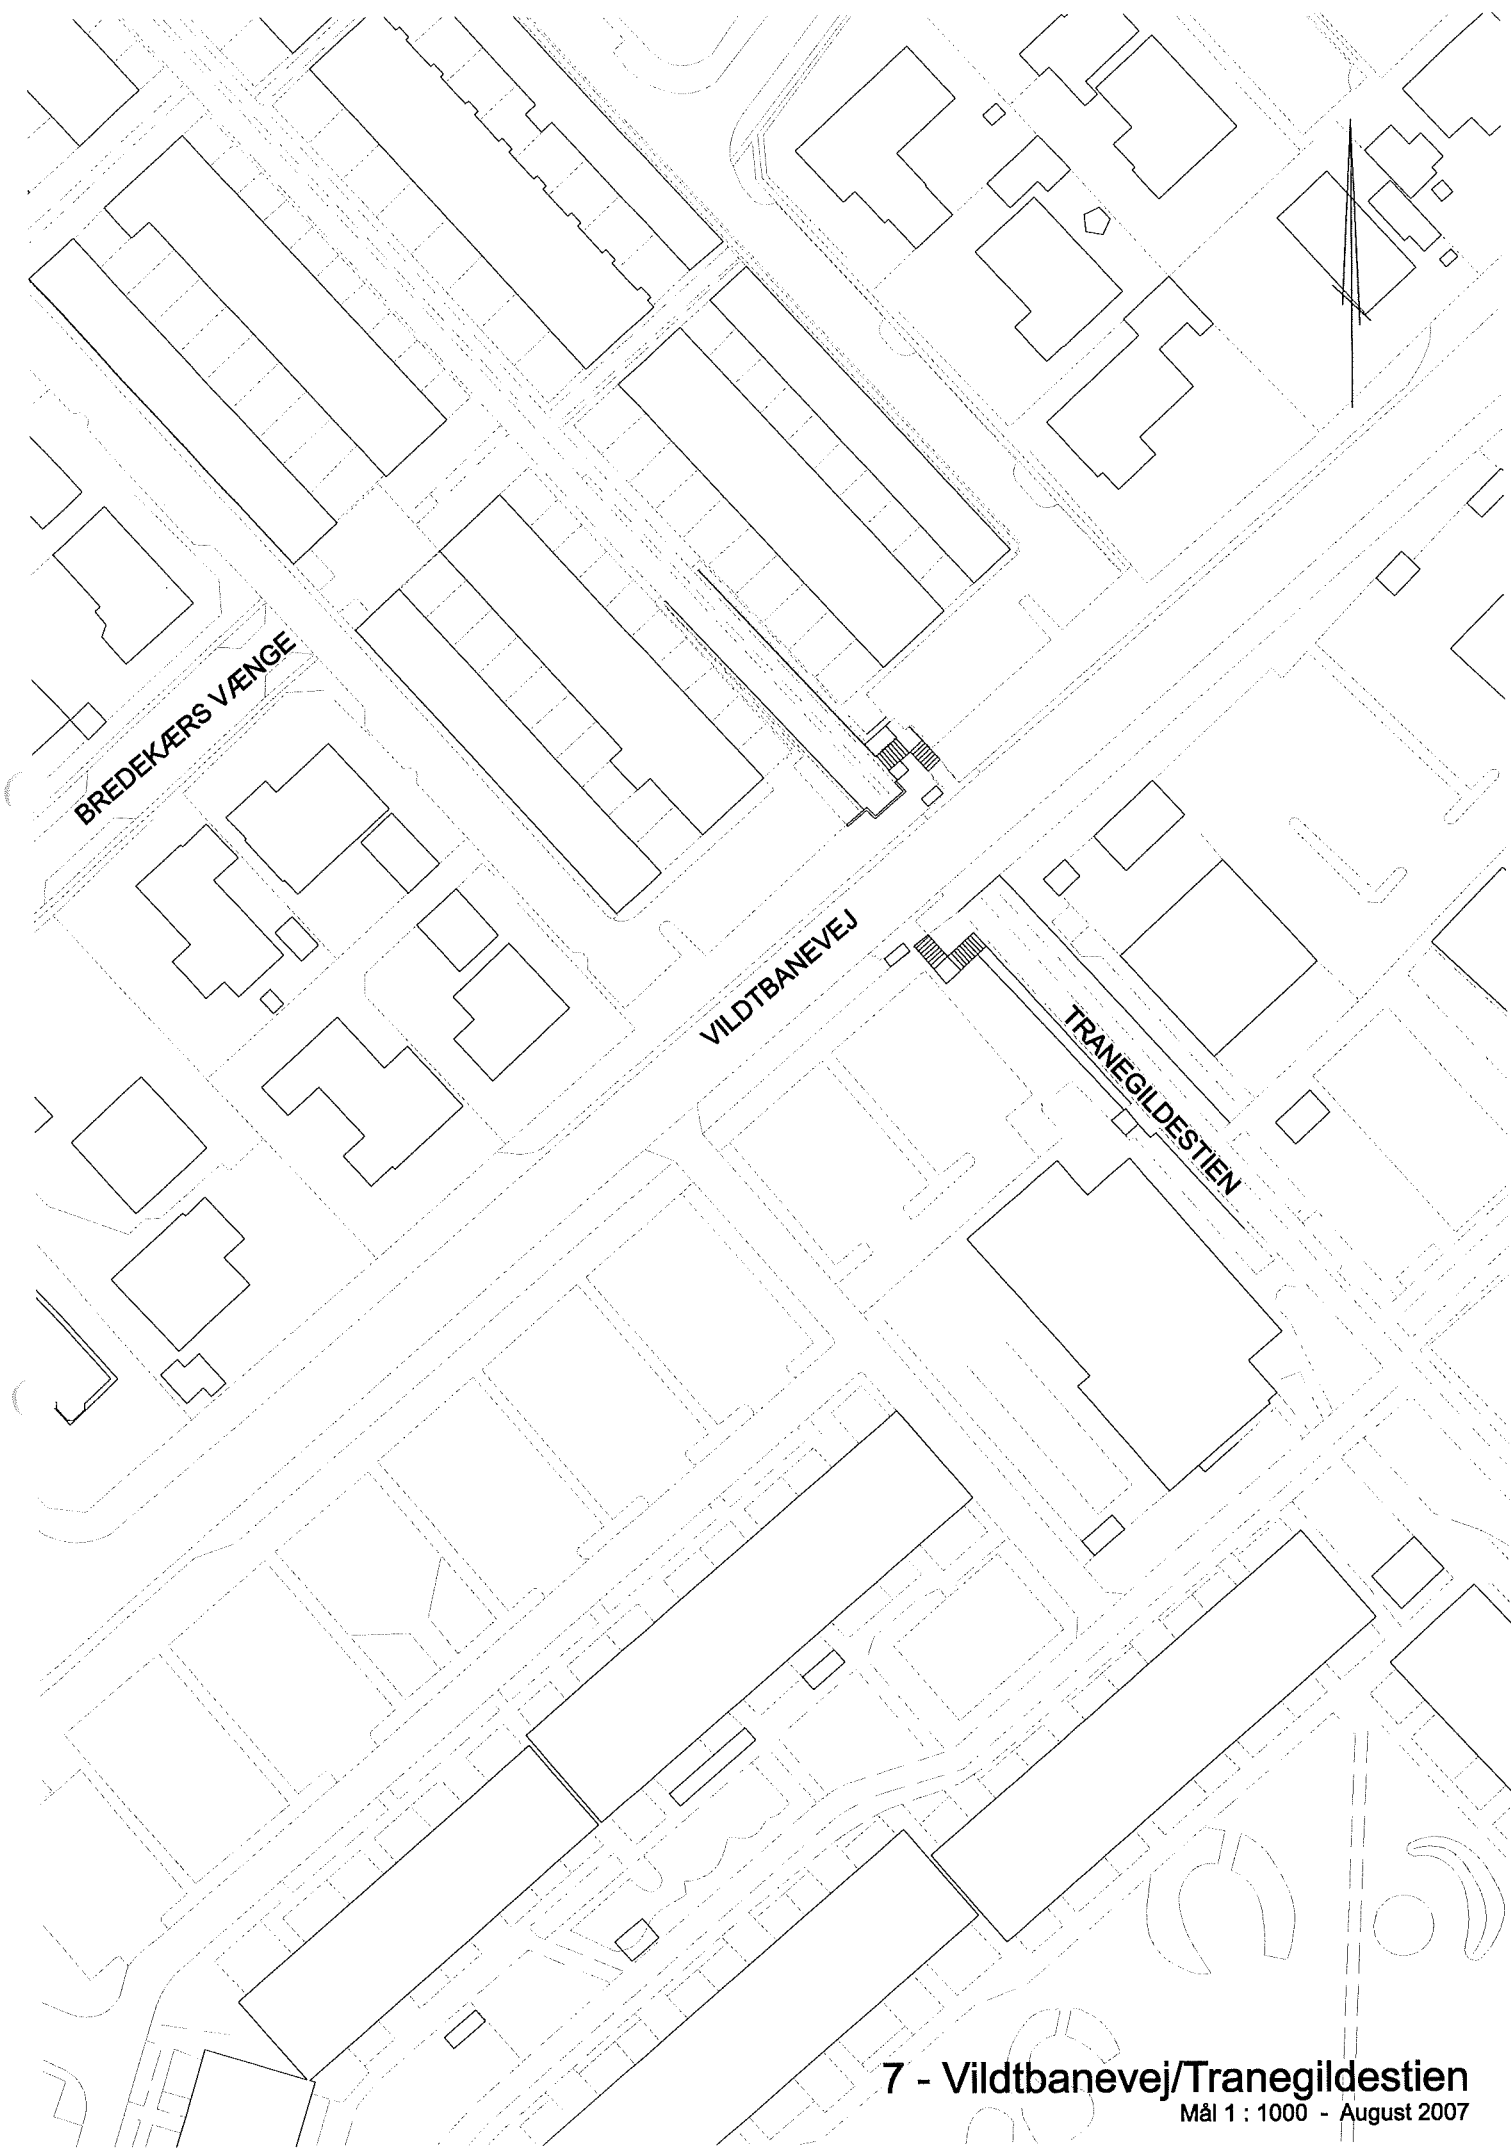 BREDEKÆRS VÆNGE
VILDTBANEVEJ
TRANEGILDESTIEN
7 - Vildtbanevej/Tranegildestien
Mål 1 : 1000 - August 2007